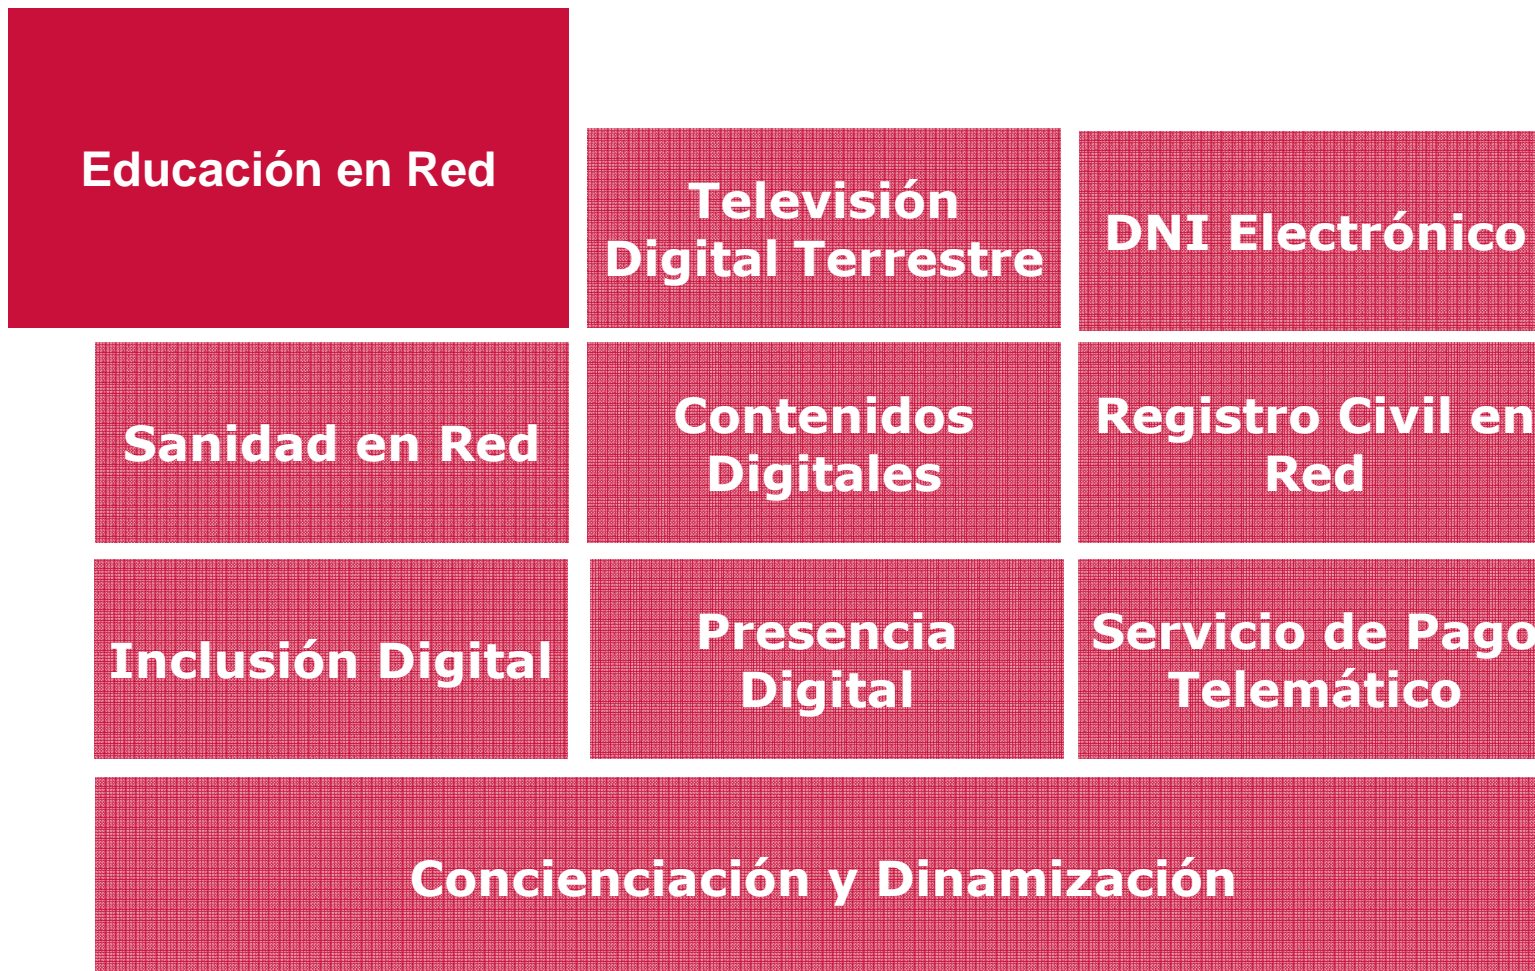 Educación en Red
Televisión
Digital Terrestre
DNI Electrónico
Sanidad en Red
Contenidos
Digitales
Registro Civil en
Red
Inclusión Digital
Presencia
Digital
Servicio de Pago
Telemático
Concienciación y Dinamización